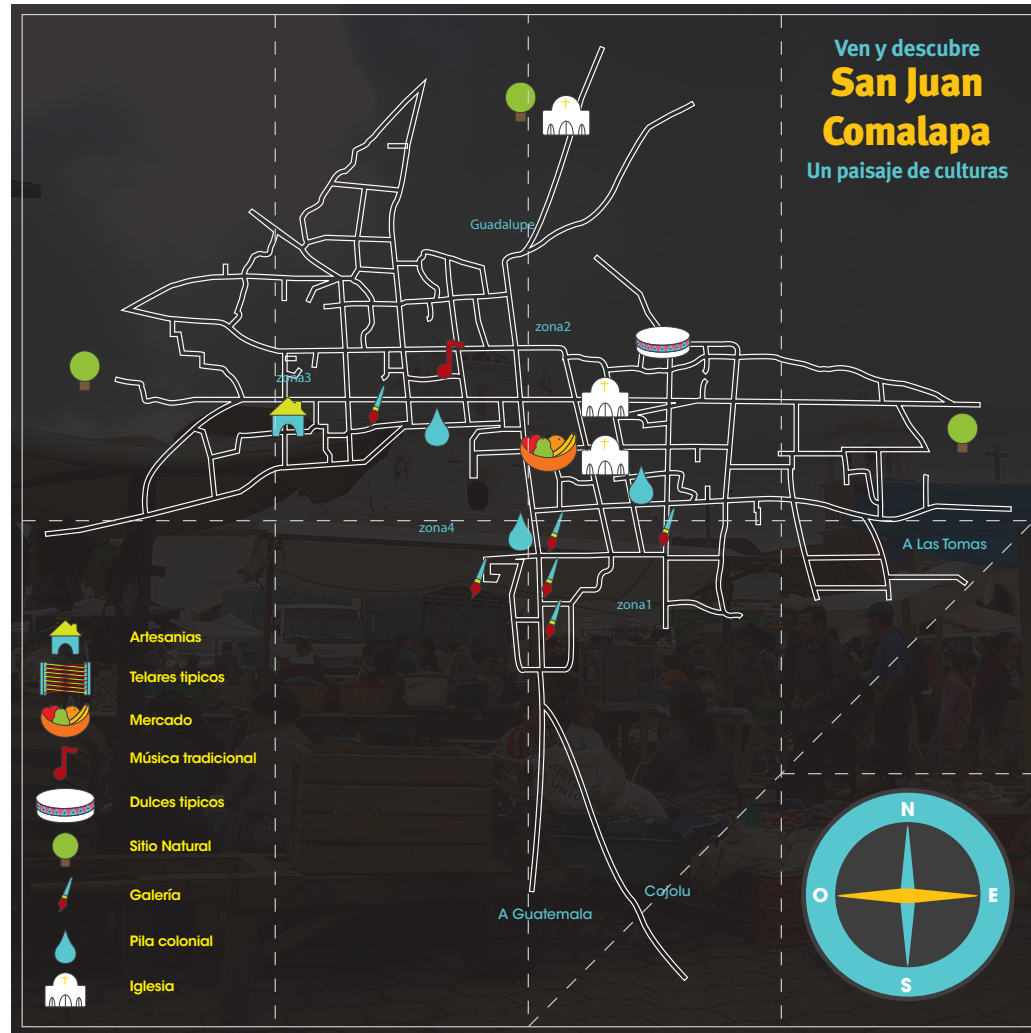 Ven y descubre
San Juan
Comalapa
Un paisaje de culturas
Guadalupe
zona2
zona3
zona4
A Las Tomas
zona1
Artesanias
Telares tipicos
Mercado
Música tradicional
Dulces tipicos
Sitio Natural
Galería
Pila colonial
Iglesia
N
O
E
S
Cojolu
A Guatemala